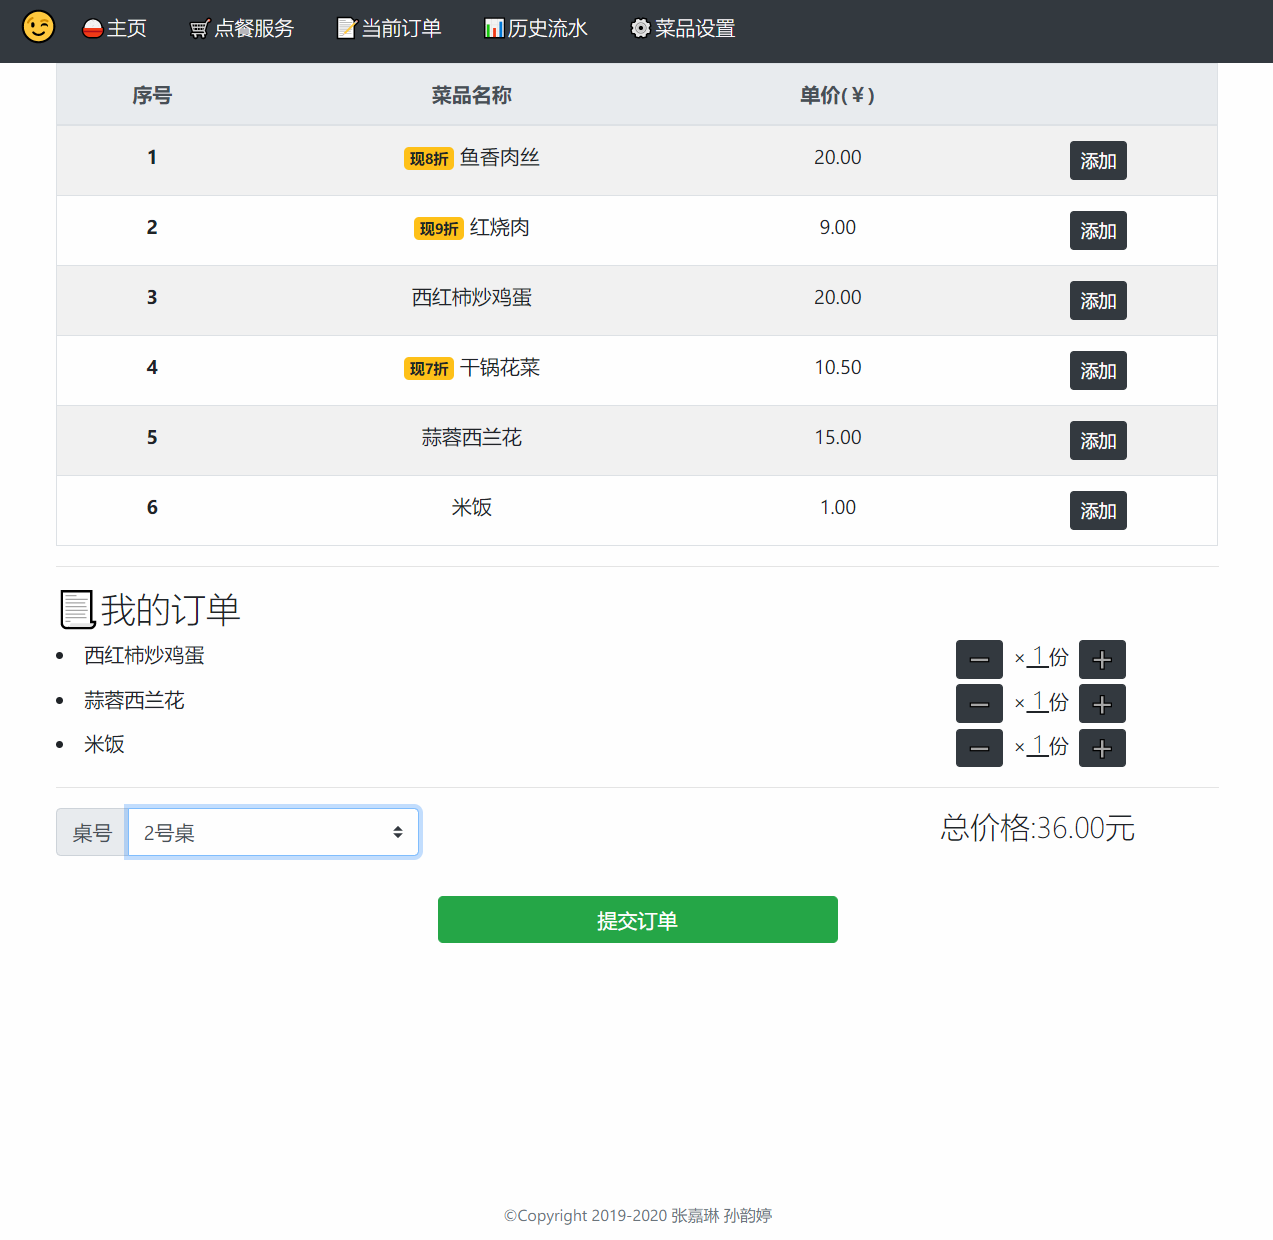 主页 点餐服务 当前订单 历史流水 菜品设置
序号 菜品名称 单价(¥)
1 现8折 鱼香肉丝 20.00 添加
2 现9折 红烧肉 9.00 添加
3 西红柿炒鸡蛋 20.00 添加
4 现7折 干锅花菜 10.50 添加
5 蒜蓉西兰花 15.00 添加
6 米饭 1.00 添加
我的订单
西红柿炒鸡蛋 × 1 份
蒜蓉西兰花 × 1 份
米饭 × 1 份
桌号 2号桌 总价格:36.00元
提交订单
©Copyright 2019-2020 张嘉琳 孙韵婷